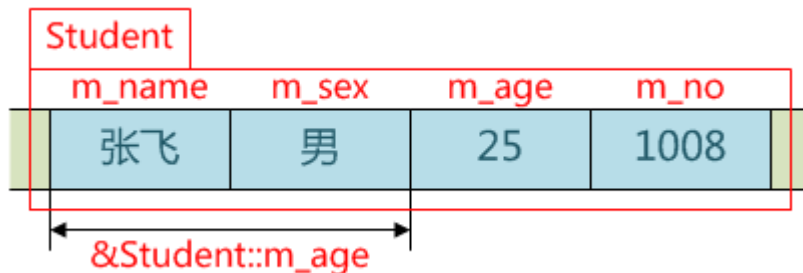 Student
m_name m_sex m_age m_no
张飞 男 25 1008
&Student::m_age